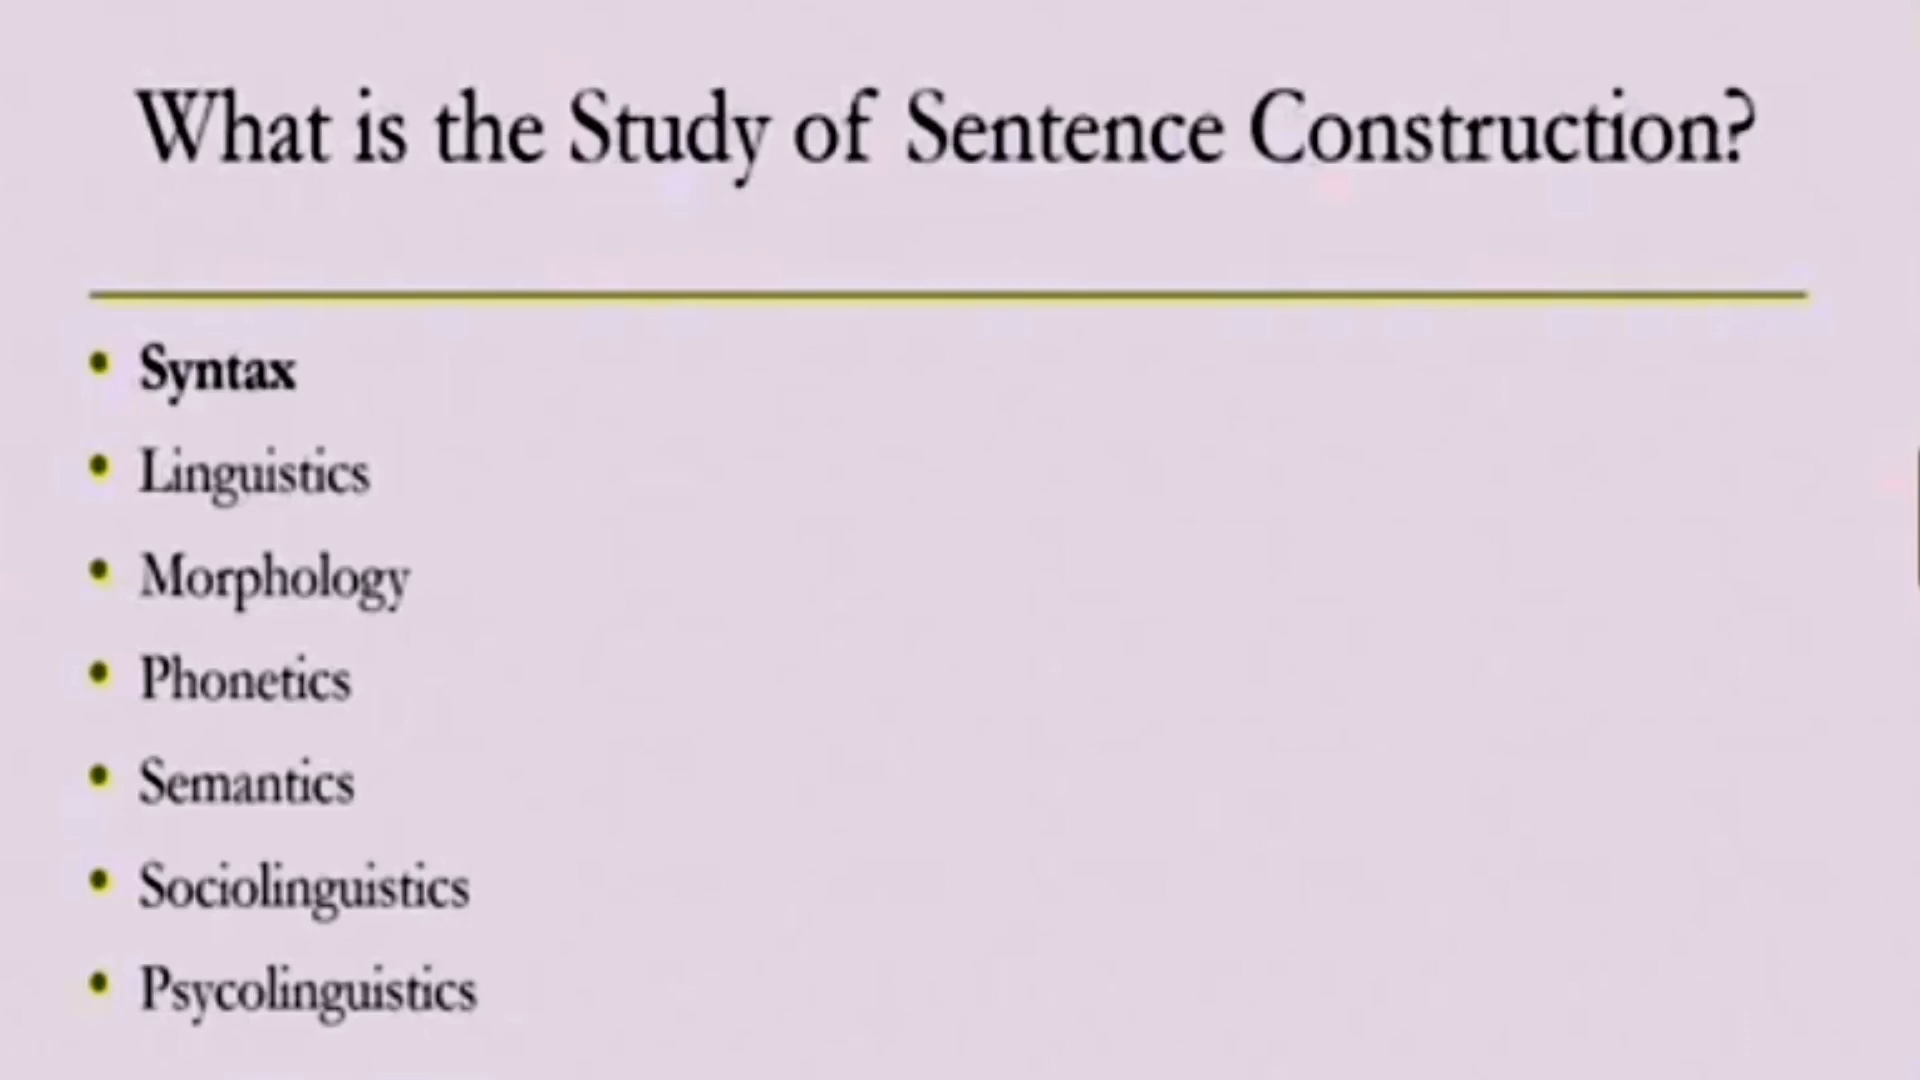 What is the Study of Sentence Construction?
• Syntax
• Linguistics
• Morphology
• Phonetics
• Semantics
• Sociolinguistics
• Psycolinguistics